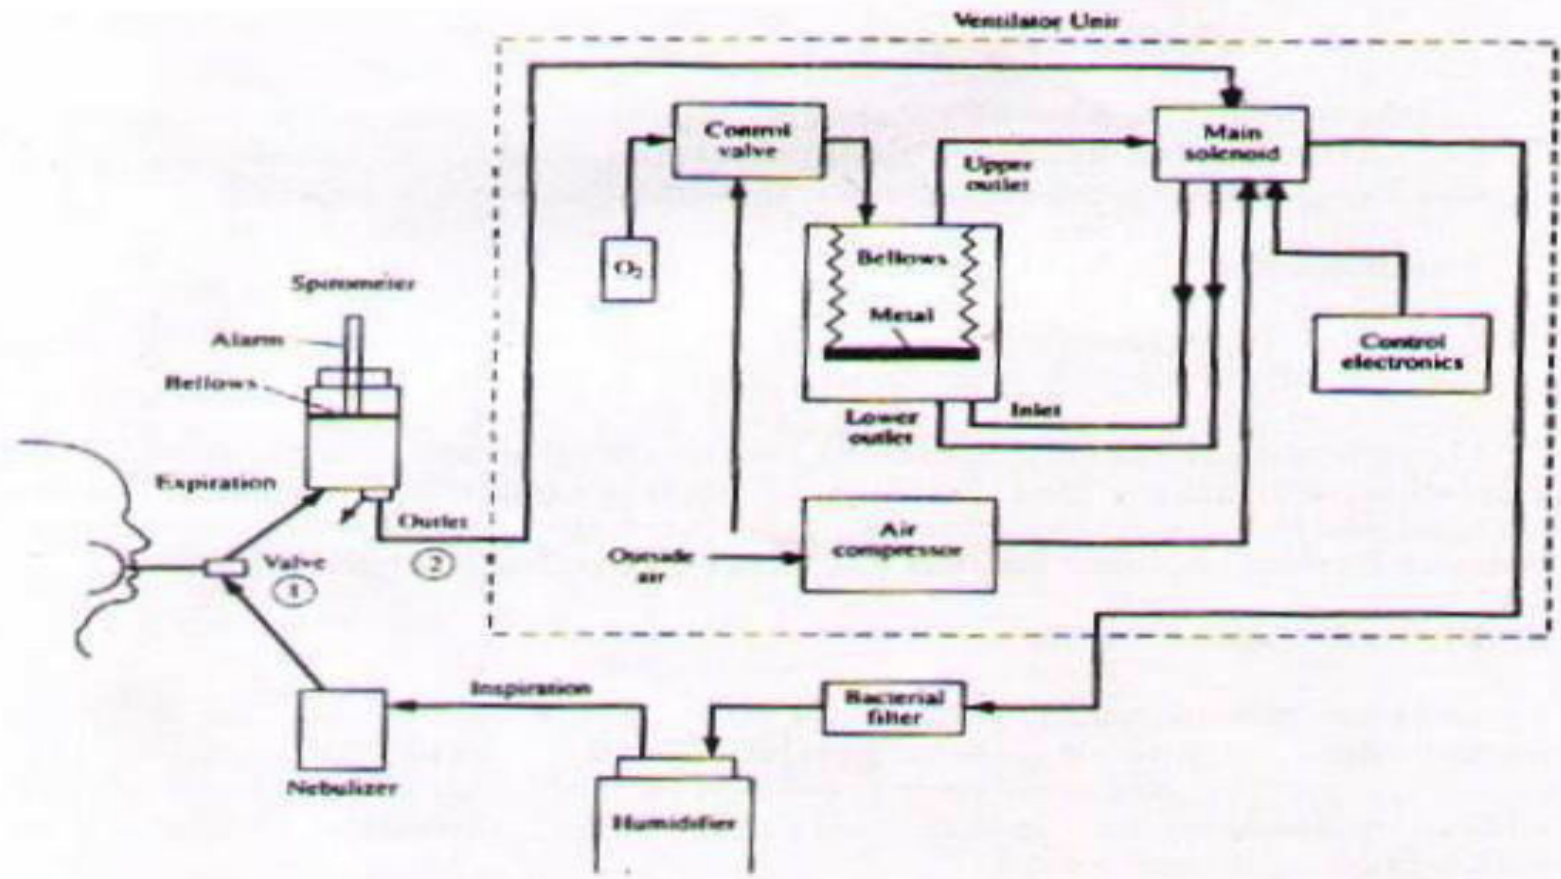 Ventilator Unit
Control
valve
Main
solenoid
Upper
outlet
O₂
Bellows
Metal
Spirometer
Alarm
Bellows
Control
electronics
Inlet
Lower
outlet
Expiration
Outlet
2
Valve
1
Outside
air
Air
compressor
Inspiration
Bacterial
filter
Nebulizer
Humidifier